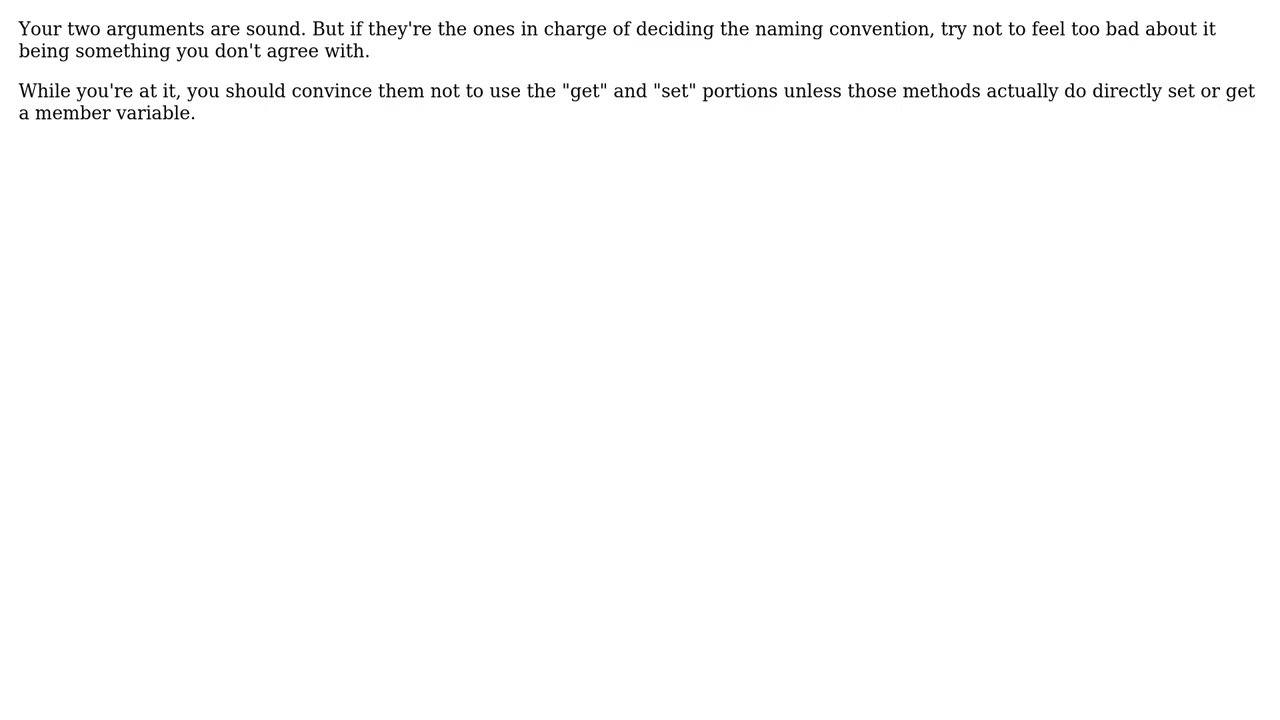 Your two arguments are sound. But if they're the ones in charge of deciding the naming convention, try not to feel too bad about it
being something you don't agree with.
While you're at it, you should convince them not to use the "get" and "set" portions unless those methods actually do directly set or get
a member variable.